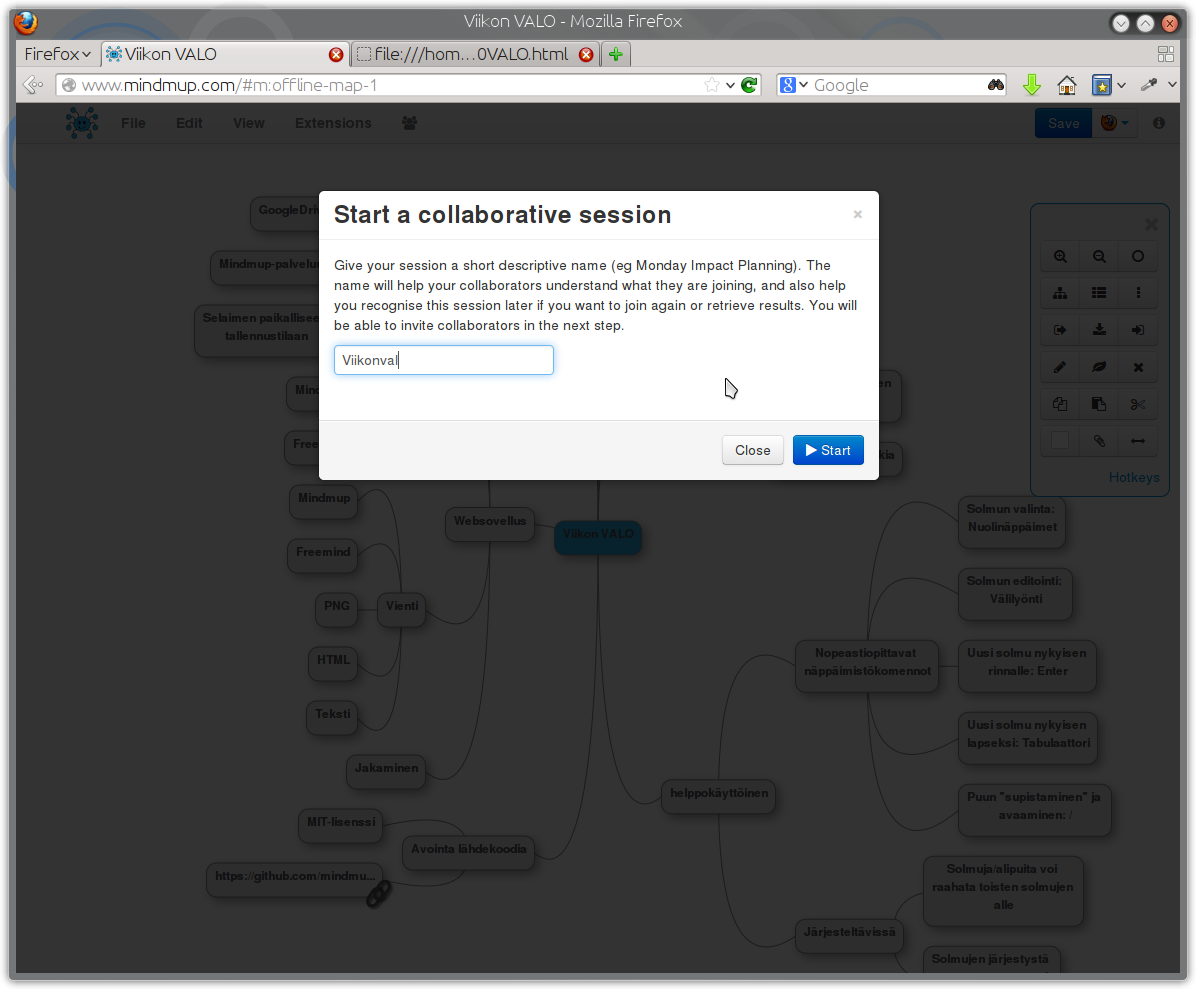 Viikon VALO - Mozilla Firefox
Firefox
Viikon VALO
file:///hom...0VALO.html
www.mindmup.com/#m:offline-map-1
Google
File Edit View Extensions
Save
Start a collaborative session
Give your session a short descriptive name (eg Monday Impact Planning). The
name will help your collaborators understand what they are joining, and also help
you recognise this session later if you want to join again or retrieve results. You will
be able to invite collaborators in the next step.
Viikonval
Close
Start
Hotkeys
GoogleDri
Mindmup-palvelu
Selaimen paikallisee
tallennustilaan
Mind
Free
Mindmup
Freemind
PNG
HTML
Teksti
Vienti
Websovellus
Viikon VALO
Jakaminen
MIT-lisenssi
https://github.com/mindmu...
Avointa lähdekoodia
en
kia
Solmun valinta:
Nuolinäppäimet
Solmun editointi:
Välilyönti
Nopeastiopittavat
näppäimistökomennot
Uusi solmu nykyisen
rinnalle: Enter
Uusi solmu nykyisen
lapseksi: Tabulaattori
Puun "supistaminen" ja
avaaminen: /
helppokäyttöinen
Solmuja/alipuita voi
raahata toisten solmujen
alle
Järjesteltävissä
Solmujen järjestystä